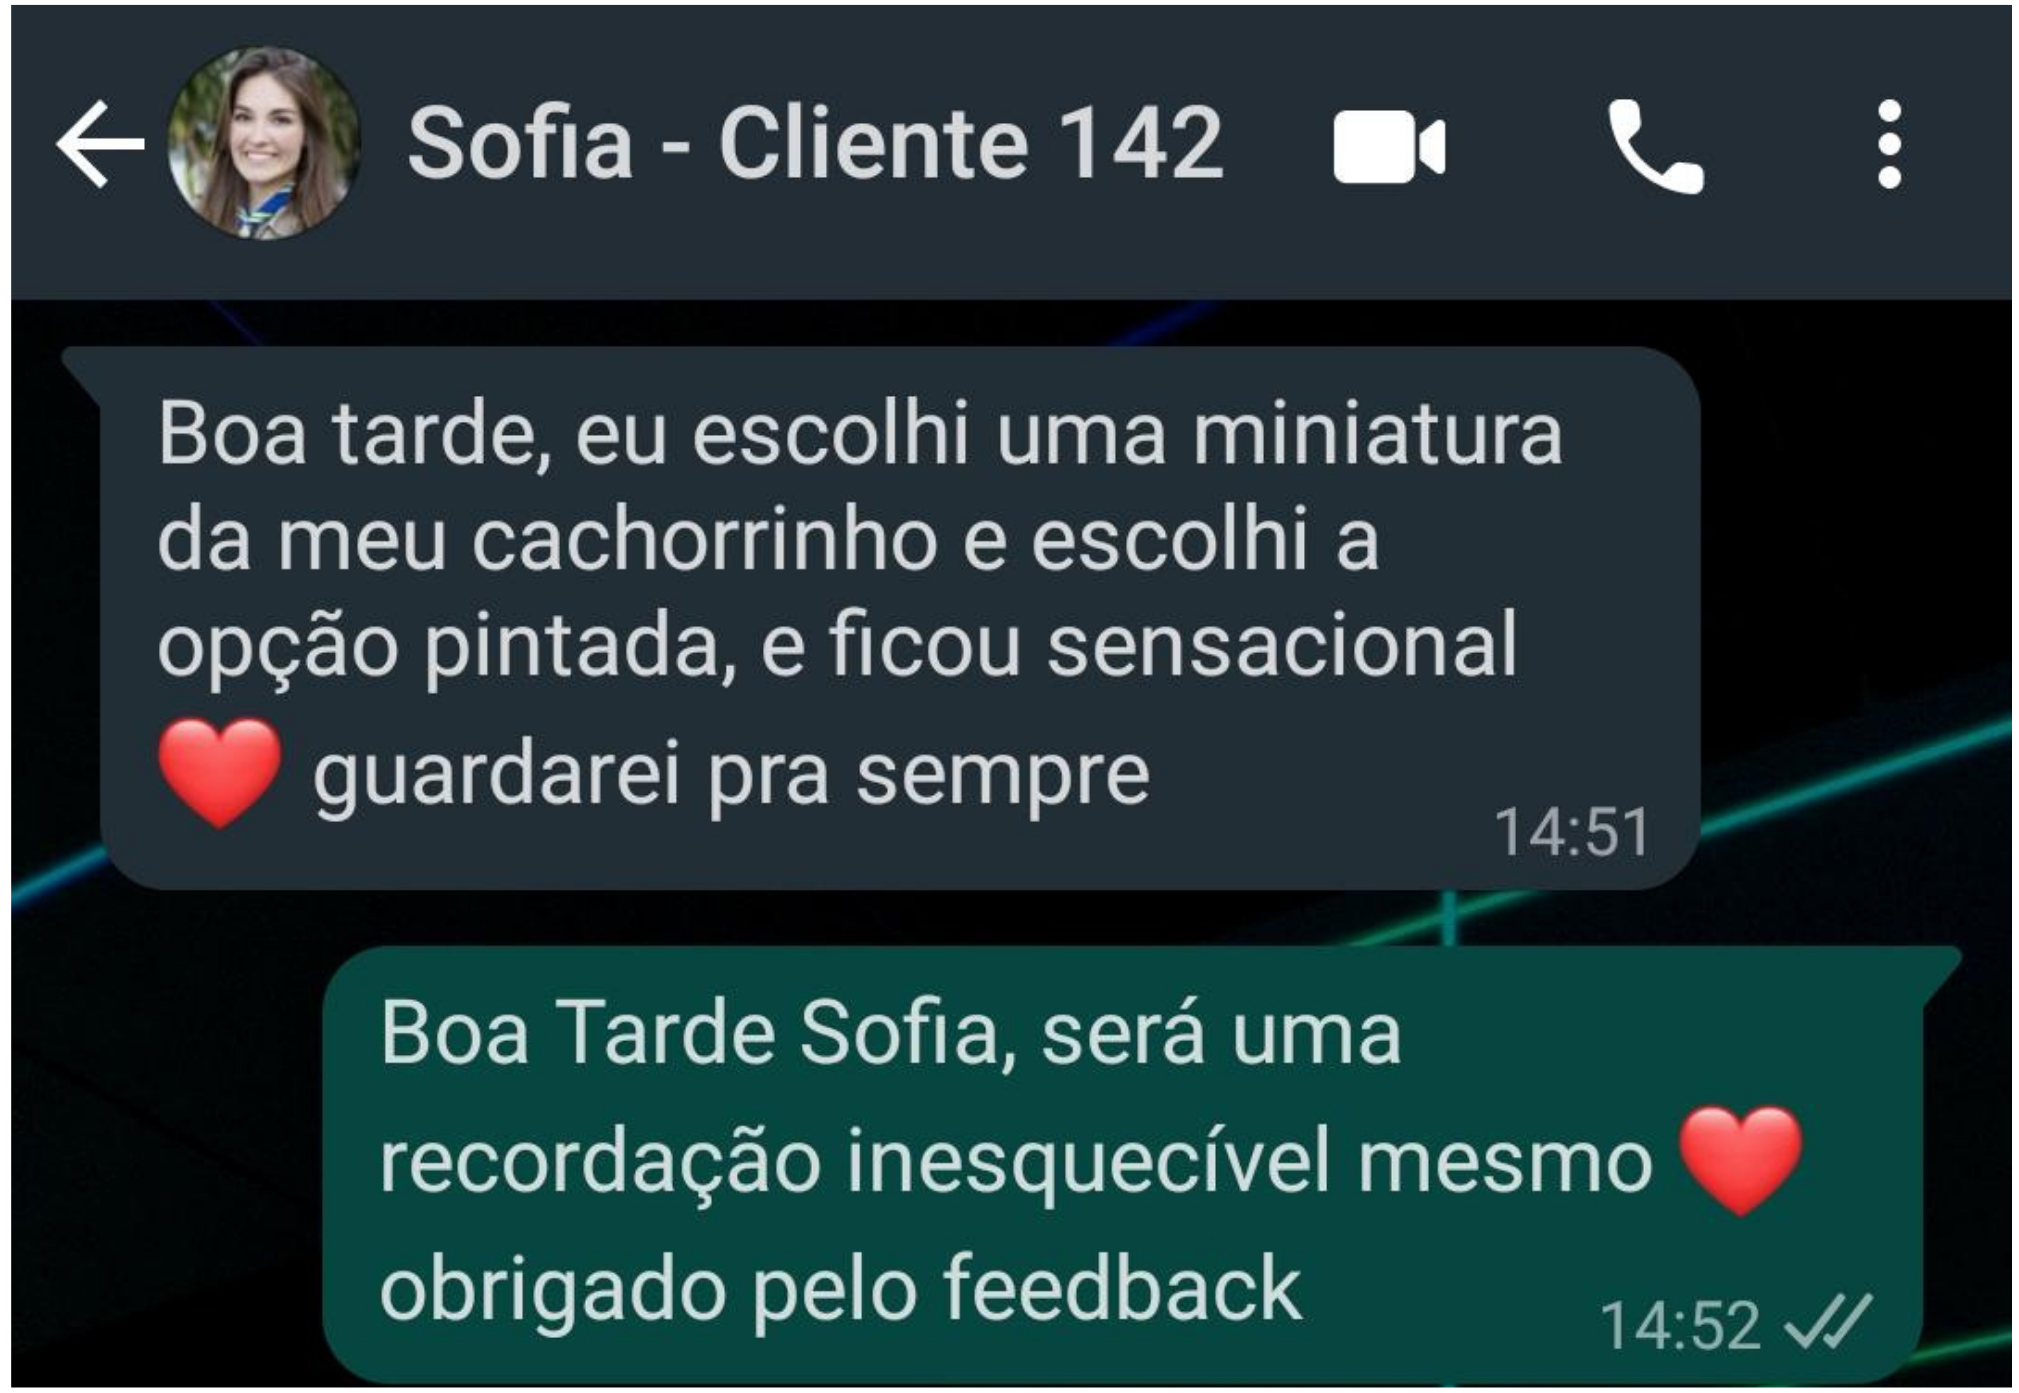 Sofia - Cliente 142
Boa tarde, eu escolhi uma miniatura
da meu cachorrinho e escolhi a
opção pintada, e ficou sensacional
❤️ guardarei pra sempre
14:51
Boa Tarde Sofia, será uma
recordação inesquecível mesmo ❤️
obrigado pelo feedback
14:52